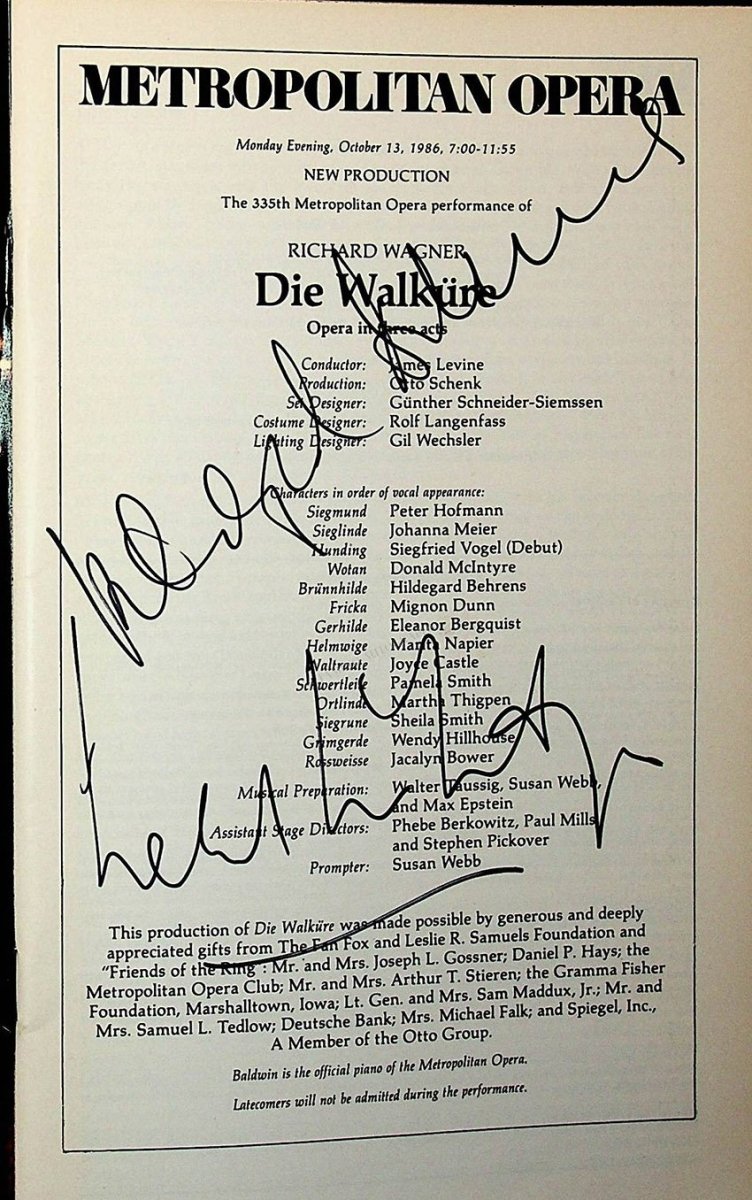 METROPOLITAN OPERA
Monday Evening, October 13, 1986, 7:00-11:55
NEW PRODUCTION
The 335th Metropolitan Opera performance of
RICHARD WAGNER
Die Walküre
Opera in three acts
Conductor: James Levine
Production: Otto Schenk
Set Designer: Günther Schneider-Siemssen
Costume Designer: Rolf Langenfass
Lighting Designer: Gil Wechsler
Characters in order of vocal appearance:
Siegmund Peter Hofmann
Sieglinde Johanna Meier
Hunding Siegfried Vogel (Debut)
Wotan Donald McIntyre
Brünnhilde Hildegard Behrens
Fricka Mignon Dunn
Gerhilde Eleanor Bergquist
Helmwige Marita Napier
Waltraute Joyce Castle
Schwertleite Pamela Smith
Ortlinde Martha Thigpen
Siegrune Sheila Smith
Grimgerde Wendy Hillhouse
Rossweisse Jacalyn Bower
Musical Preparation: Walter Taussig, Susan Webb,
and Max Epstein
Assistant Stage Directors: Phebe Berkowitz, Paul Mills,
and Stephen Pickover
Prompter: Susan Webb
This production of Die Walküre was made possible by generous and deeply
appreciated gifts from The Fan Fox and Leslie R. Samuels Foundation and
"Friends of the Ring": Mr. and Mrs. Joseph L. Gossner; Daniel P. Hays; the
Metropolitan Opera Club; Mr. and Mrs. Arthur T. Stieren; the Gramma Fisher
Foundation, Marshalltown, Iowa; Lt. Gen. and Mrs. Sam Maddux, Jr.; Mr. and
Mrs. Samuel L. Tedlow; Deutsche Bank; Mrs. Michael Falk; and Spiegel, Inc.,
A Member of the Otto Group.
Baldwin is the official piano of the Metropolitan Opera.
Latecomers will not be admitted during the performance.